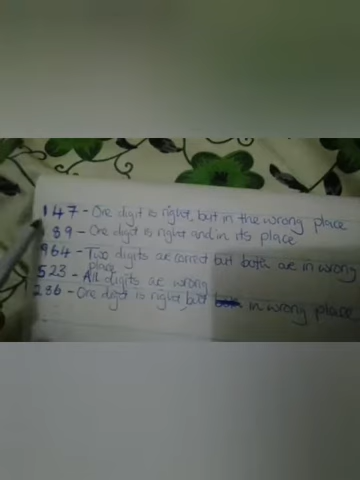 147 - One digit is right, but in the wrong place
189 - One digit is right and in its place
964 - Two digits are correct but both are in wrong
place
523 - All digits are wrong
286 - One digit is right, but in wrong place